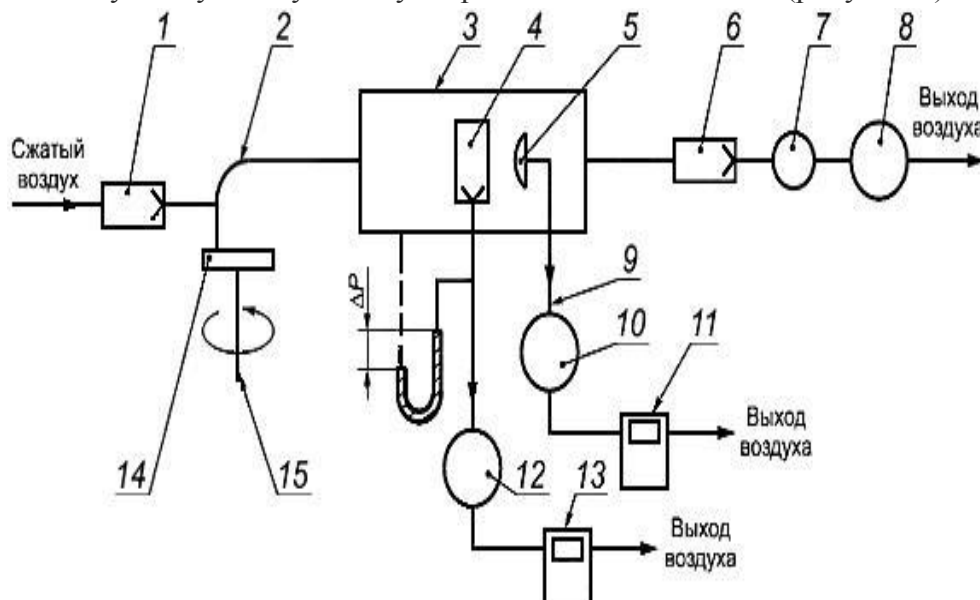 1 2 3 4 5 6 7 8
Сжатый
воздух
Выход
воздуха
ΔP
9
10 11
Выход
воздуха
14 15 12 13
Выход
воздуха